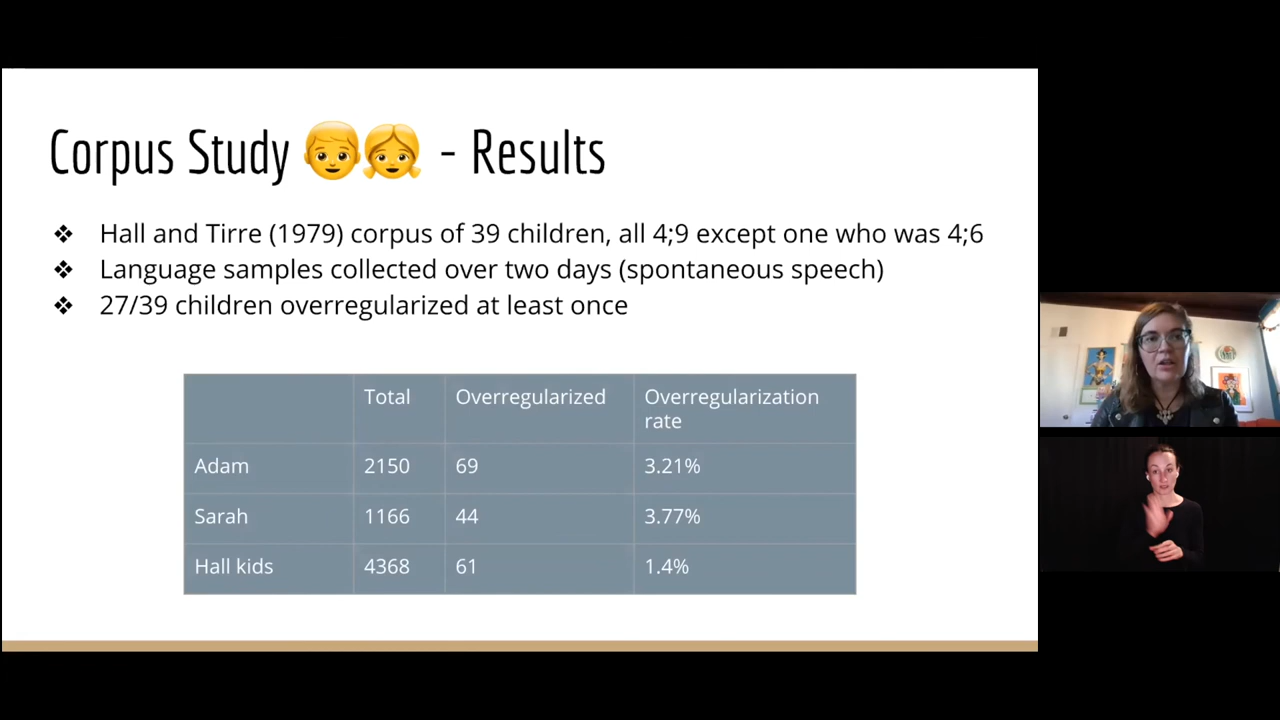 Corpus Study 👦👧 - Results
❖ Hall and Tirre (1979) corpus of 39 children, all 4;9 except one who was 4;6
❖ Language samples collected over two days (spontaneous speech)
❖ 27/39 children overregularized at least once
Total Overregularized Overregularization
rate
Adam 2150 69 3.21%
Sarah 1166 44 3.77%
Hall kids 4368 61 1.4%